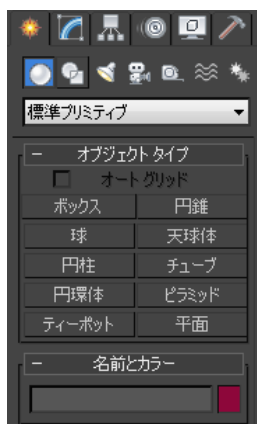 標準プリミティブ
− オブジェクト タイプ
オート グリッド
ボックス 円錐
球 天球体
円柱 チューブ
円環体 ピラミッド
ティーポット 平面
− 名前とカラー